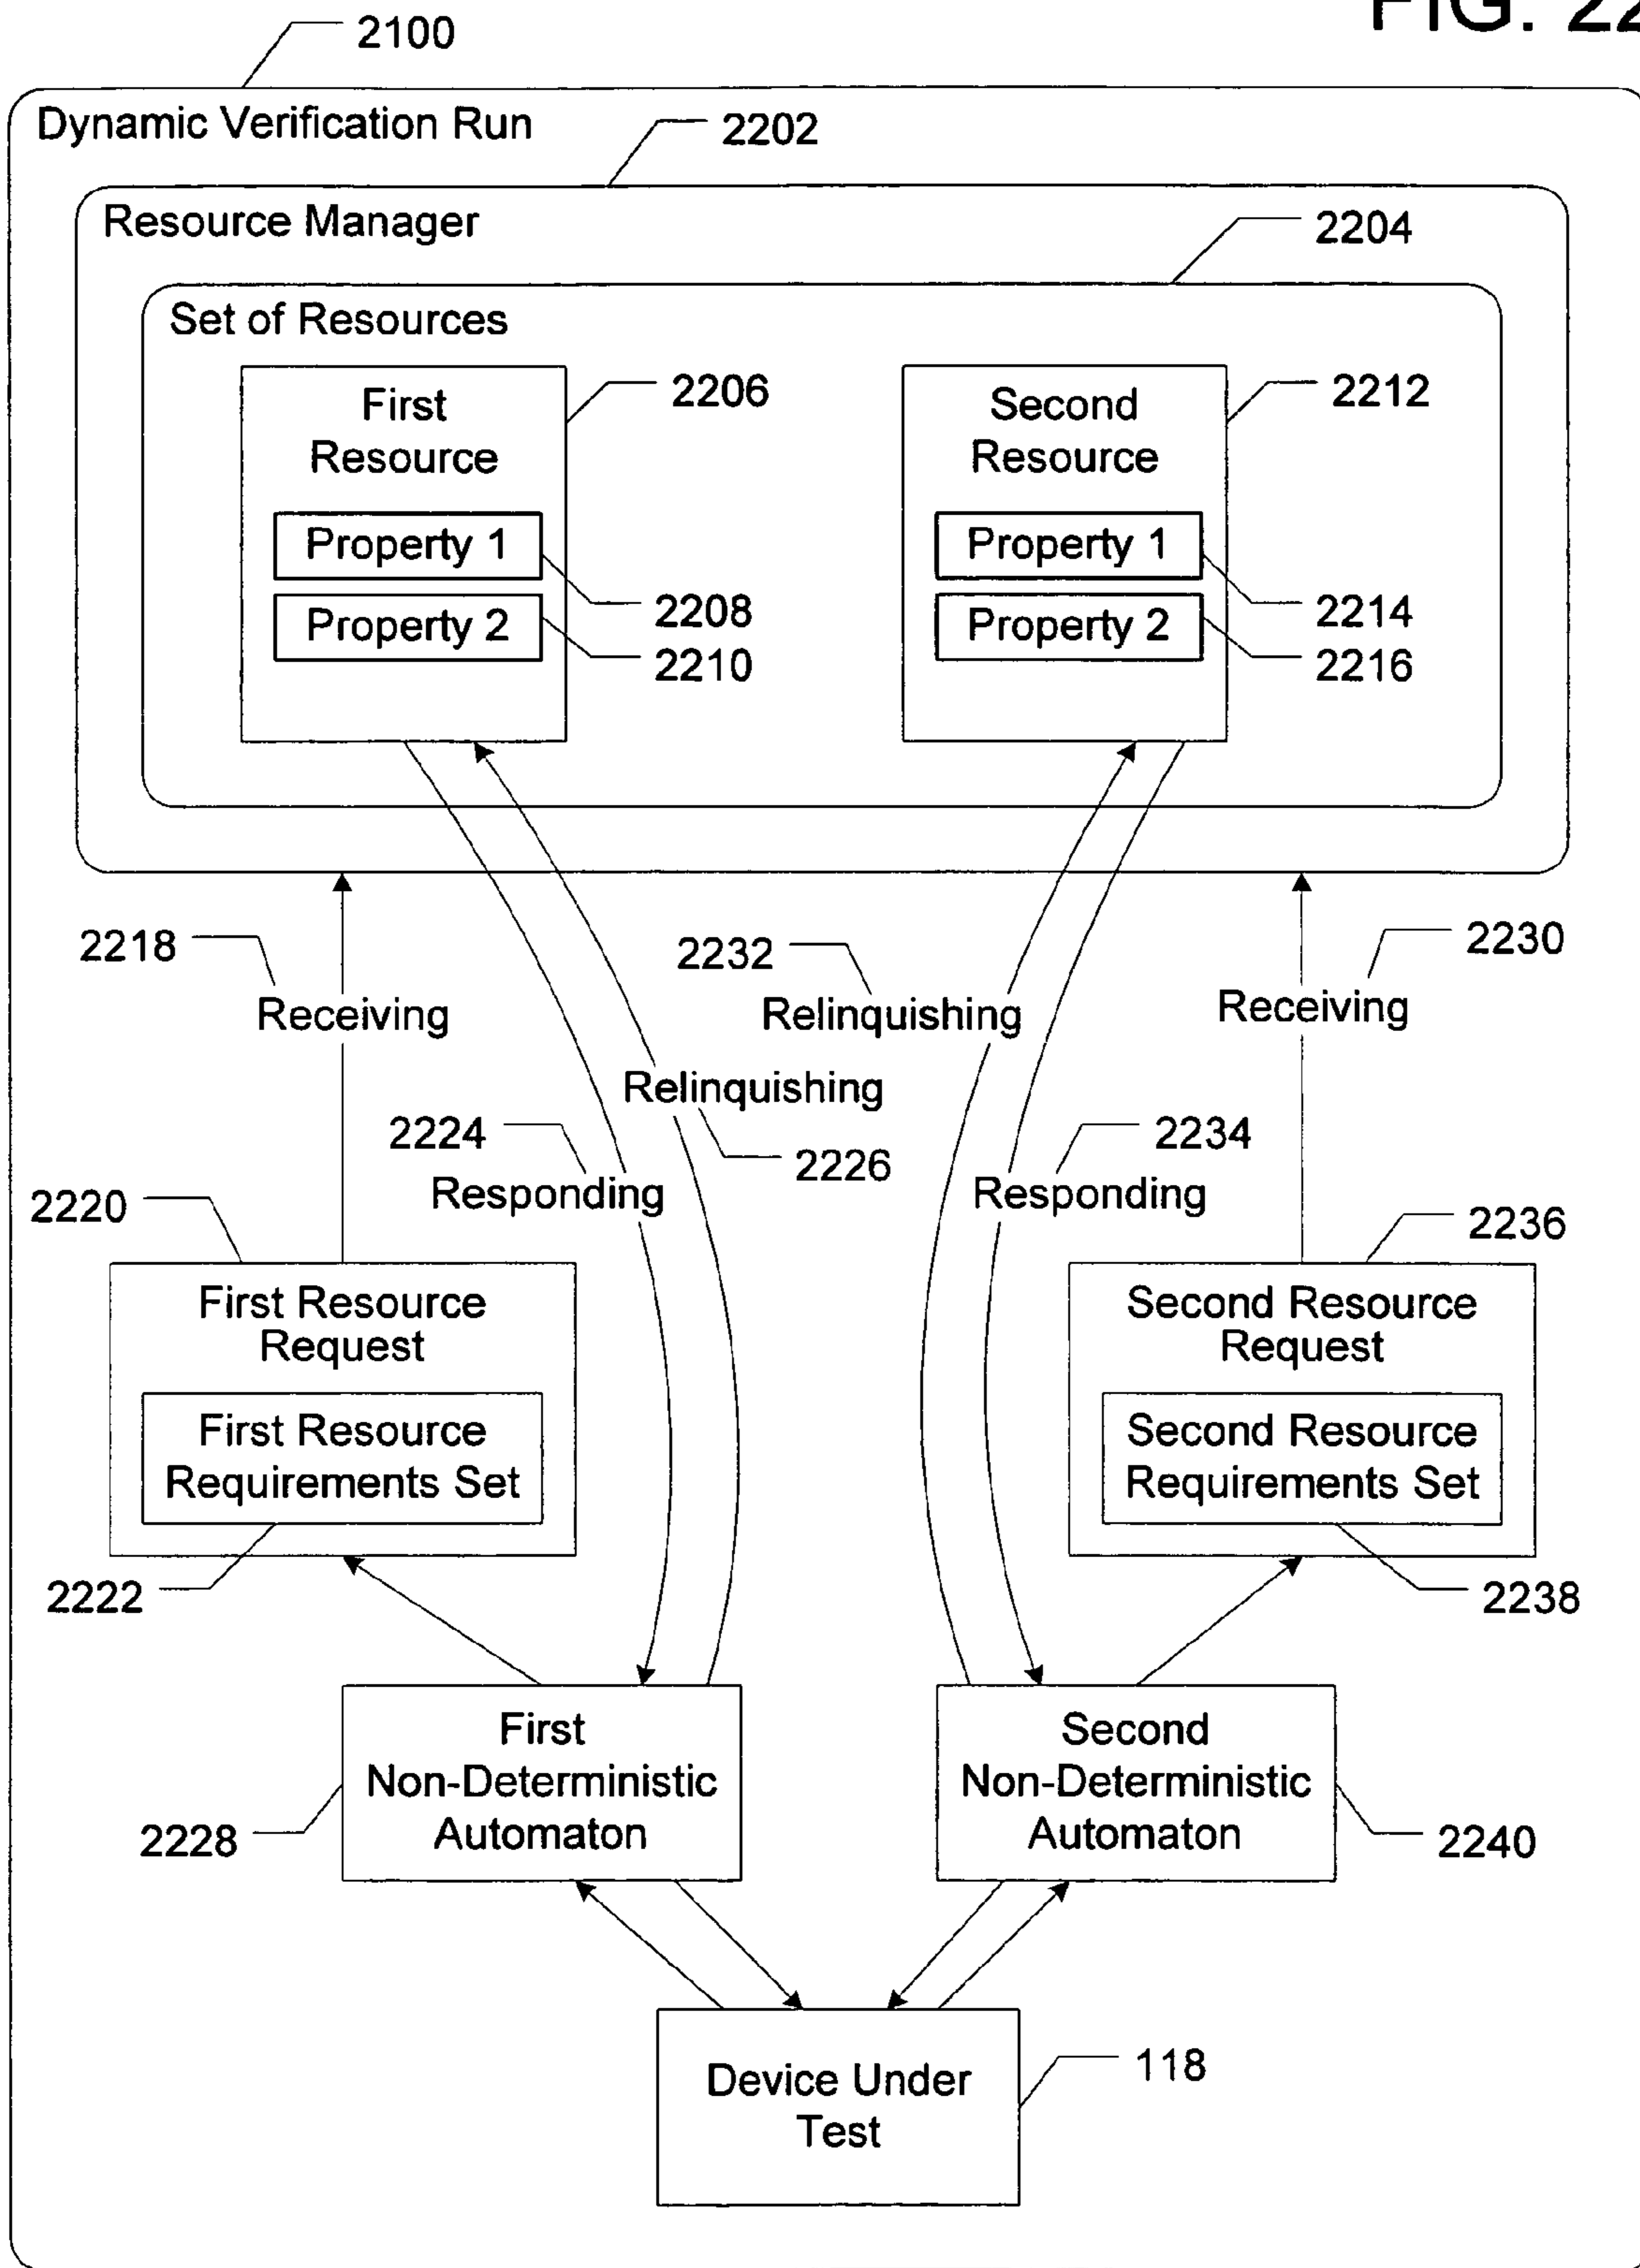 FIG. 22
2100
Dynamic Verification Run
2202
Resource Manager
2204
Set of Resources
First
Resource
2206
Property 1
2208
Property 2
2210
Second
Resource
2212
Property 1
2214
Property 2
2216
2218
Receiving
2232
Relinquishing
2230
Receiving
Relinquishing
2226
2224
Responding
2234
Responding
2220
First Resource
Request
First Resource
Requirements Set
2222
2236
Second Resource
Request
Second Resource
Requirements Set
2238
First
Non-Deterministic
Automaton
2228
Second
Non-Deterministic
Automaton
2240
Device Under
Test
118